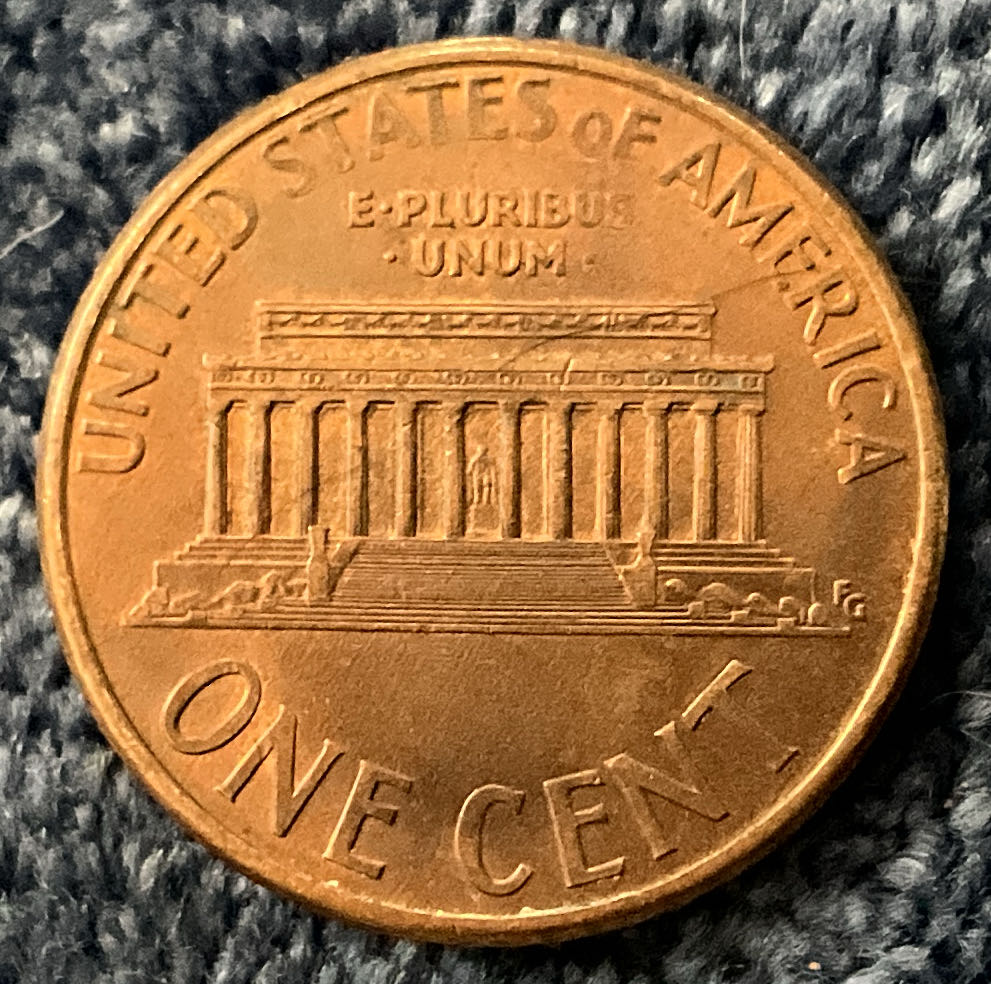 UNITED STATES OF AMERICA
E·PLURIBUS
·UNUM·
FG
ONE CENT